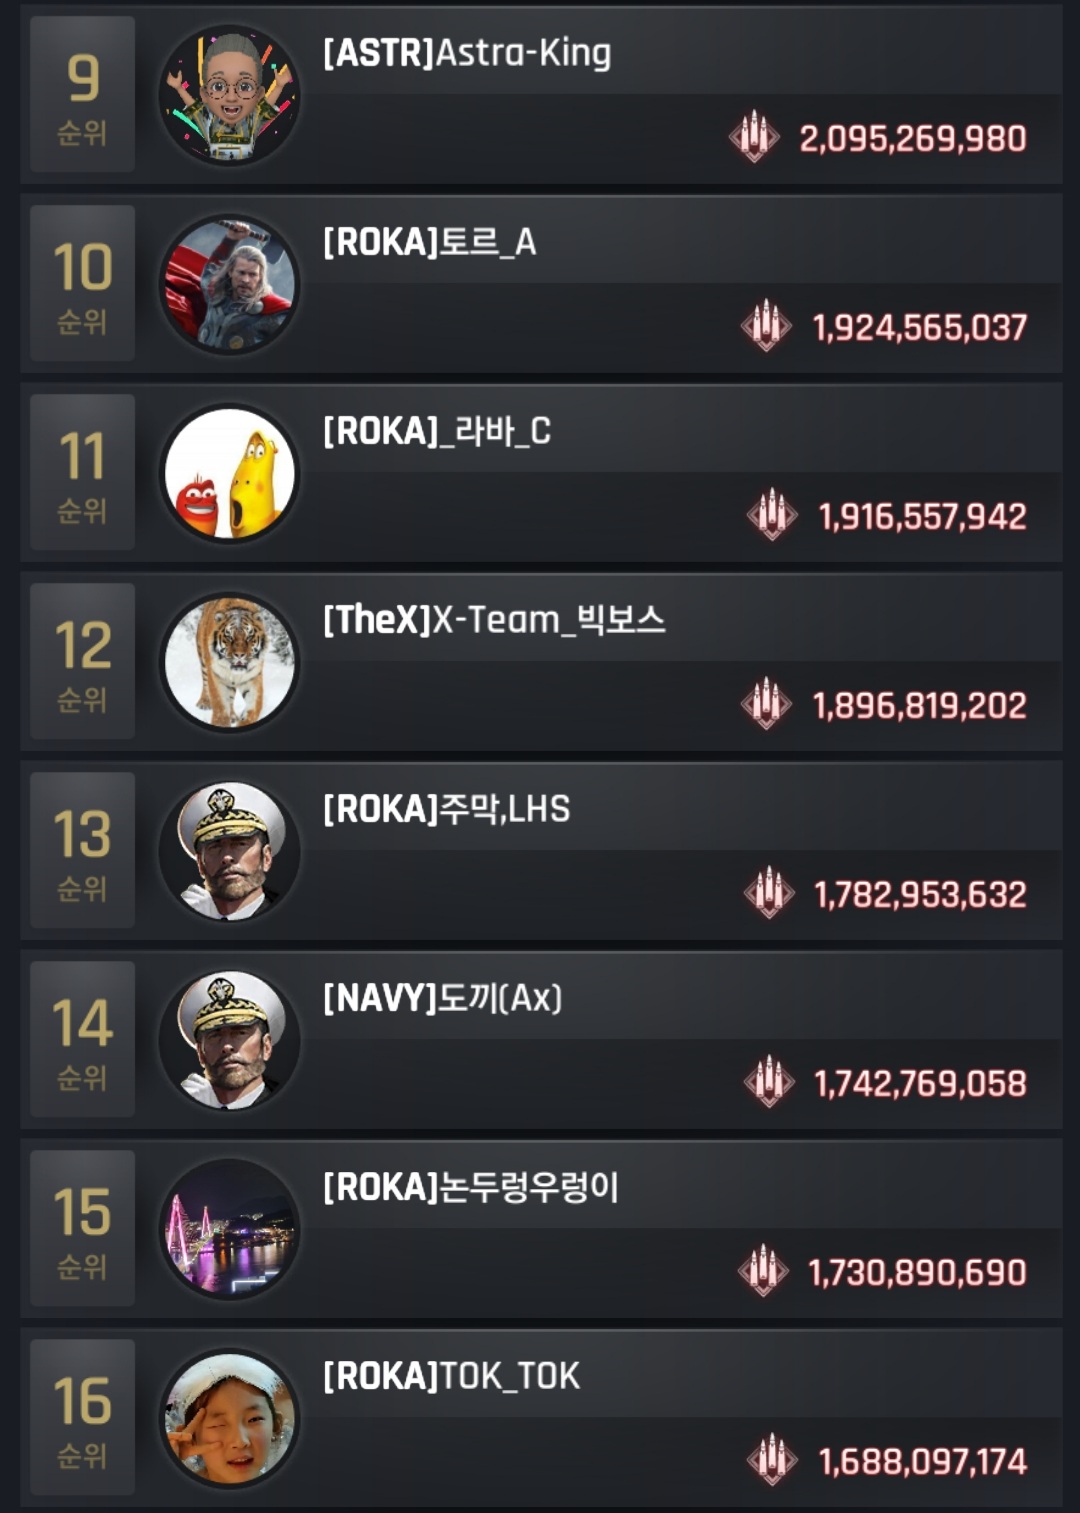 9
순위
[ASTR]Astra-King
2,095,269,980
10
순위
[ROKA]토르_A
1,924,565,037
11
순위
[ROKA]_라바_C
1,916,557,942
12
순위
[TheX]X-Team_빅보스
1,896,819,202
13
순위
[ROKA]주막,LHS
1,782,953,632
14
순위
[NAVY]도끼(Ax)
1,742,769,058
15
순위
[ROKA]논두렁우렁이
1,730,890,690
16
순위
[ROKA]TOK_TOK
1,688,097,174